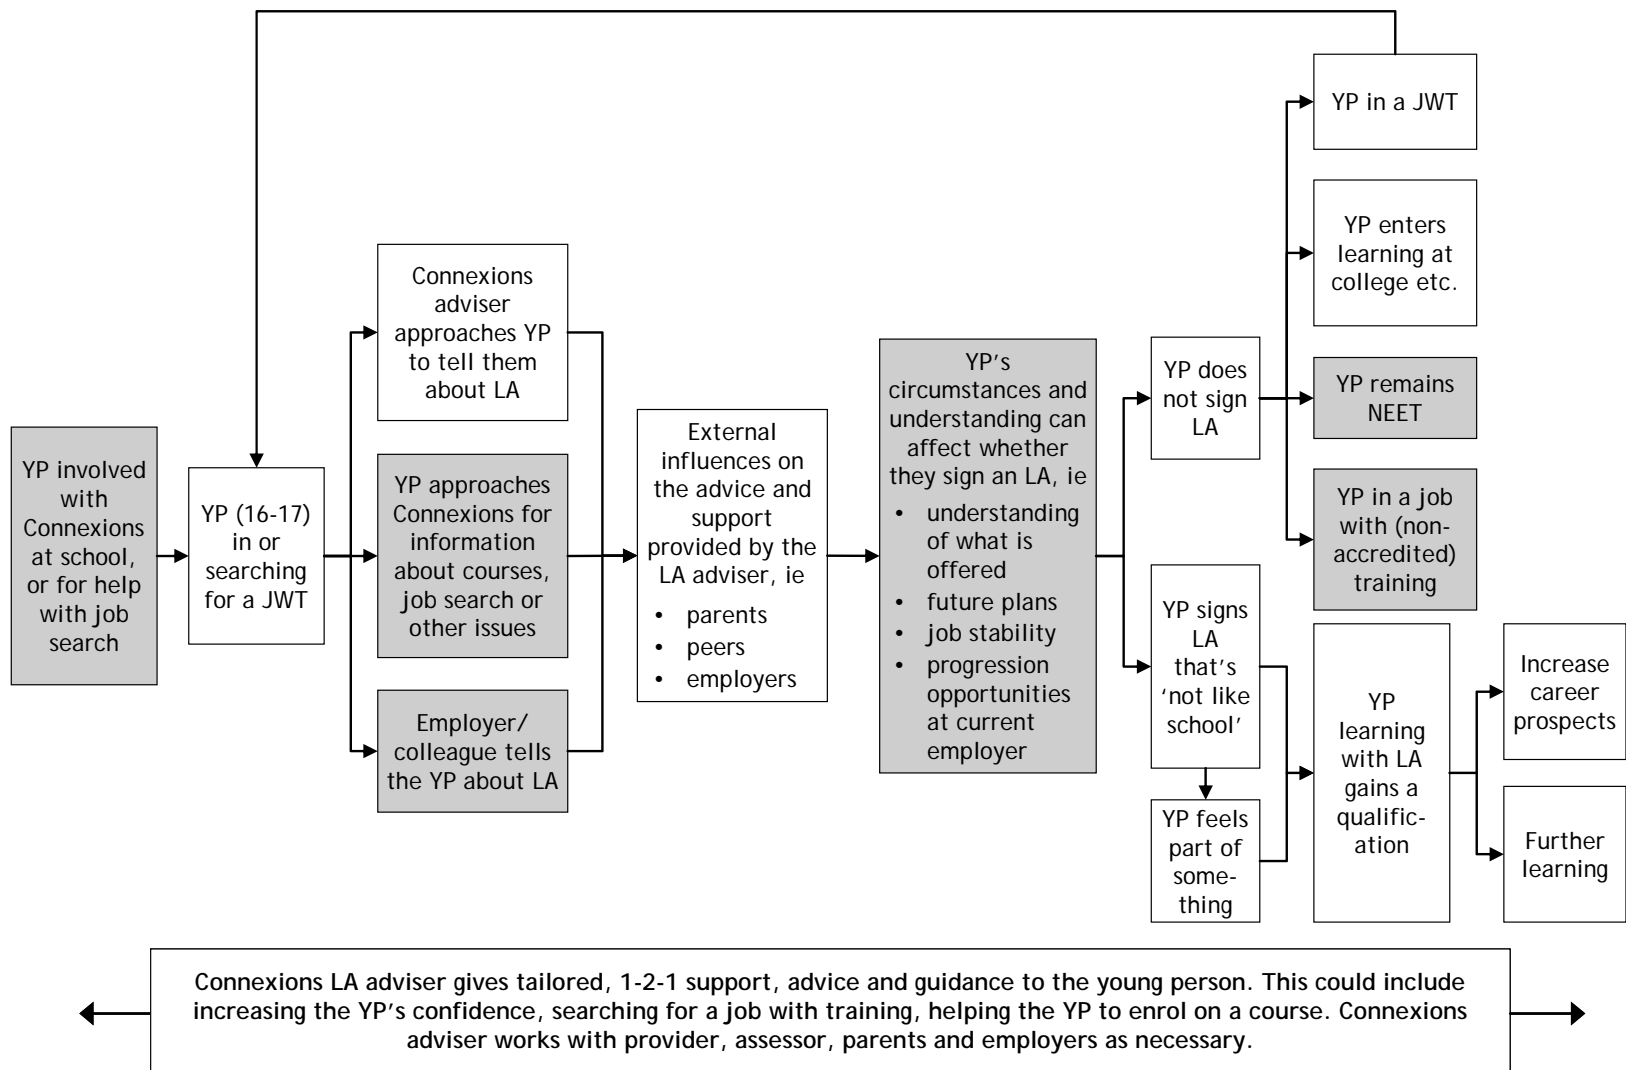 YP involved
with
Connexions
at school,
or for help
with job
search
YP (16-17)
in or
searching
for a JWT
Connexions
adviser
approaches YP
to tell them
about LA
YP approaches
Connexions for
information
about courses,
job search or
other issues
Employer/
colleague tells
the YP about LA
External
influences on
the advice and
support
provided by the
LA adviser, ie
• parents
• peers
• employers
YP's
circumstances and
understanding can
affect whether
they sign an LA, ie
• understanding
of what is
offered
• future plans
• job stability
• progression
opportunities
at current
employer
YP does
not sign
LA
YP signs
LA
that's
‘not like
school’
YP feels
part of
some-
thing
YP in a JWT
YP enters
learning at
college etc.
YP remains
NEET
YP in a job
with (non-
accredited)
training
YP
learning
with LA
gains a
qualific-
ation
Increase
career
prospects
Further
learning
Connexions LA adviser gives tailored, 1-2-1 support, advice and guidance to the young person. This could include
increasing the YP's confidence, searching for a job with training, helping the YP to enrol on a course. Connexions
adviser works with provider, assessor, parents and employers as necessary.